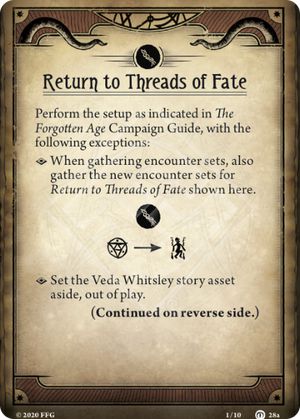 Return to Threads of Fate
Perform the setup as indicated in The
Forgotten Age Campaign Guide, with the
following exceptions:
When gathering encounter sets, also
gather the new encounter sets for
Return to Threads of Fate shown here.
Set the Veda Whitsley story asset
aside, out of play.
(Continued on reverse side.)
© 2020 FFG
1/10
28a